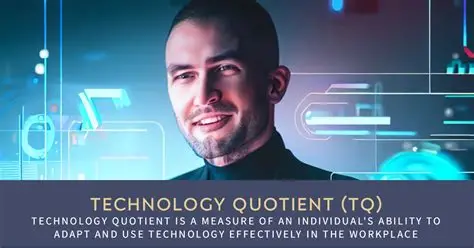 TECHNOLOGY QUOTIENT (TQ)
TECHNOLOGY QUOTIENT IS A MEASURE OF AN INDIVIDUAL'S ABILITY TO
ADAPT AND USE TECHNOLOGY EFFECTIVELY IN THE WORKPLACE